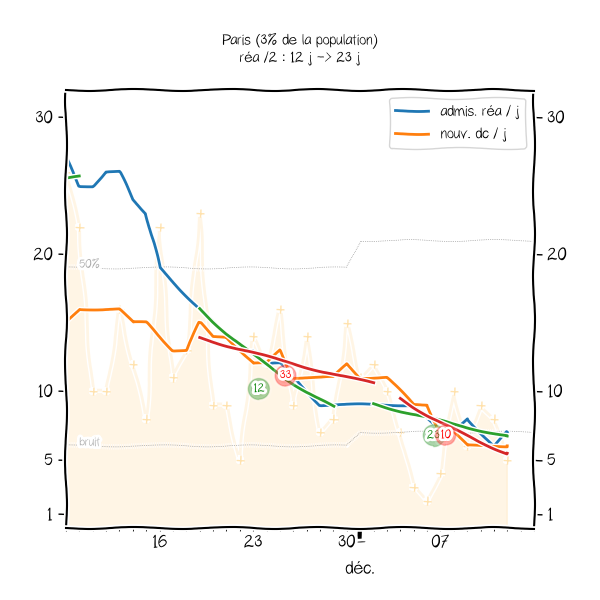 Paris (3% de la population)
réa /2 : 12 j -> 23 j
admis. réa / j
nouv. dc / j
30 30
20 20
50%
12
33
10 10
23 10
bruit
5 5
1 1
16 23 30 07
déc.